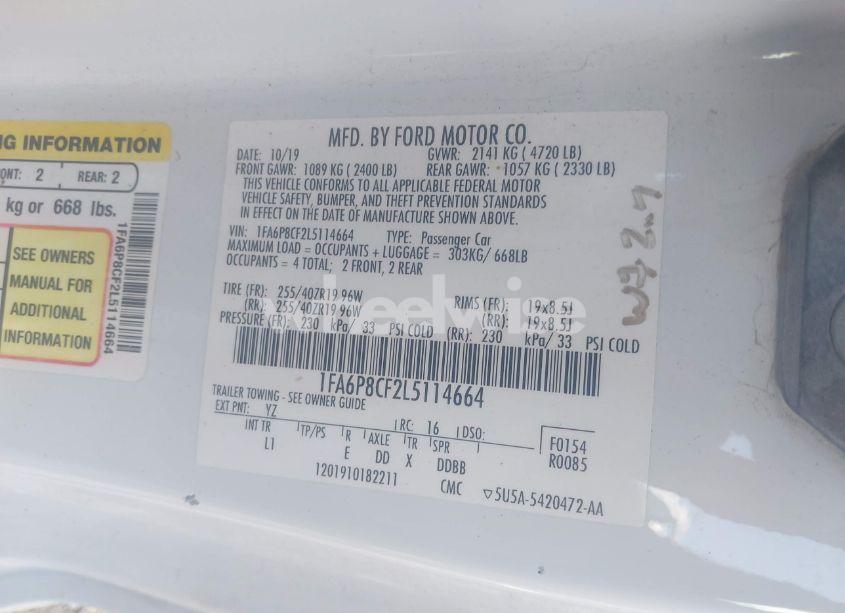 NG INFORMATION
ONT: 2 REAR: 2
kg or 668 lbs.
SEE OWNERS
MANUAL FOR
ADDITIONAL
INFORMATION
1FA6P8CF2L5114664
MFD. BY FORD MOTOR CO.
DATE: 10/19 GVWR: 2141 KG ( 4720 LB)
FRONT GAWR: 1089 KG ( 2400 LB) REAR GAWR: 1057 KG ( 2330 LB)
THIS VEHICLE CONFORMS TO ALL APPLICABLE FEDERAL MOTOR
VEHICLE SAFETY, BUMPER, AND THEFT PREVENTION STANDARDS
IN EFFECT ON THE DATE OF MANUFACTURE SHOWN ABOVE.
VIN: 1FA6P8CF2L5114664 TYPE: Passenger Car
MAXIMUM LOAD = OCCUPANTS + LUGGAGE = 303KG/ 668LB
OCCUPANTS = 4 TOTAL; 2 FRONT, 2 REAR
TIRE (FR): 255/40ZR19 96W RIMS (FR): 19x8.5J
(RR): 255/40ZR19 96W (RR): 19x8.5J
PRESSURE (FR): 230 kPa/ 33 PSI COLD (RR): 230 kPa/ 33 PSI COLD
wheelwise
1FA6P8CF2L5114664
TRAILER TOWING - SEE OWNER GUIDE
EXT PNT: YZ RC: 16 DSO: F0154
INT TR TP/PS R AXLE TR SPR R0085
L1 E DD X DDBB
1201910182211 CMC ▽5U5A-5420472-AA